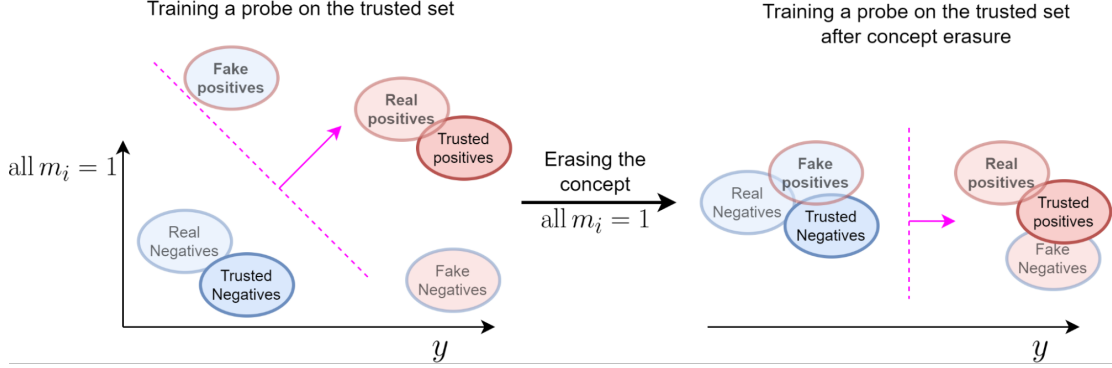 Training a probe on the trusted set
Fake
positives
Real
positives
Trusted
positives
all m_i = 1
Real
Negatives
Trusted
Negatives
Fake
Negatives
y
Erasing the
concept
all m_i = 1
Training a probe on the trusted set
after concept erasure
Fake
positives
Real
Negatives
Trusted
Negatives
Real
positives
Trusted
positives
Fake
Negatives
y